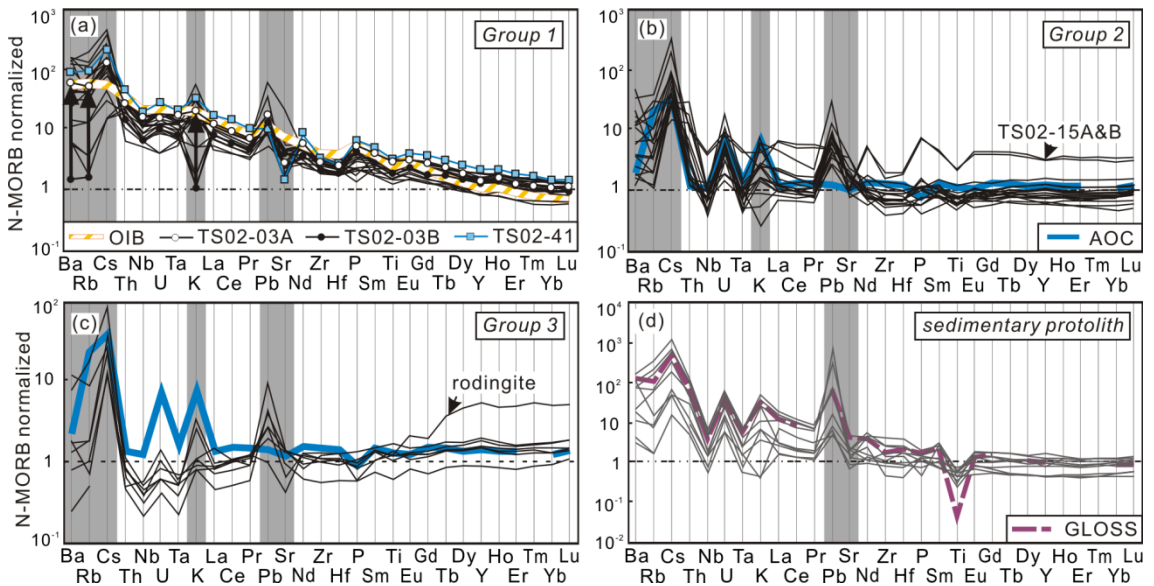 (a)
Group 1
N-MORB normalized
10³
10²
10
1
10⁻¹
OIB TS02-03A TS02-03B TS02-41
Ba Cs Nb Ta La Pr Sr Zr P Ti Gd Dy Ho Tm Lu
Rb Th U K Ce Pb Nd Hf Sm Eu Tb Y Er Yb
(b)
Group 2
10³
10²
10
1
10⁻¹
TS02-15A&B
AOC
Ba Cs Nb Ta La Pr Sr Zr P Ti Gd Dy Ho Tm Lu
Rb Th U K Ce Pb Nd Hf Sm Eu Tb Y Er Yb
(c)
Group 3
N-MORB normalized
10²
10
1
10⁻¹
rodingite
Ba Cs Nb Ta La Pr Sr Zr P Ti Gd Dy Ho Tm Lu
Rb Th U K Ce Pb Nd Hf Sm Eu Tb Y Er Yb
(d)
sedimentary protolith
10⁴
10³
10²
10
1
10⁻¹
10⁻²
GLOSS
Ba Cs Nb Ta La Pr Sr Zr P Ti Gd Dy Ho Tm Lu
Rb Th U K Ce Pb Nd Hf Sm Eu Tb Y Er Yb